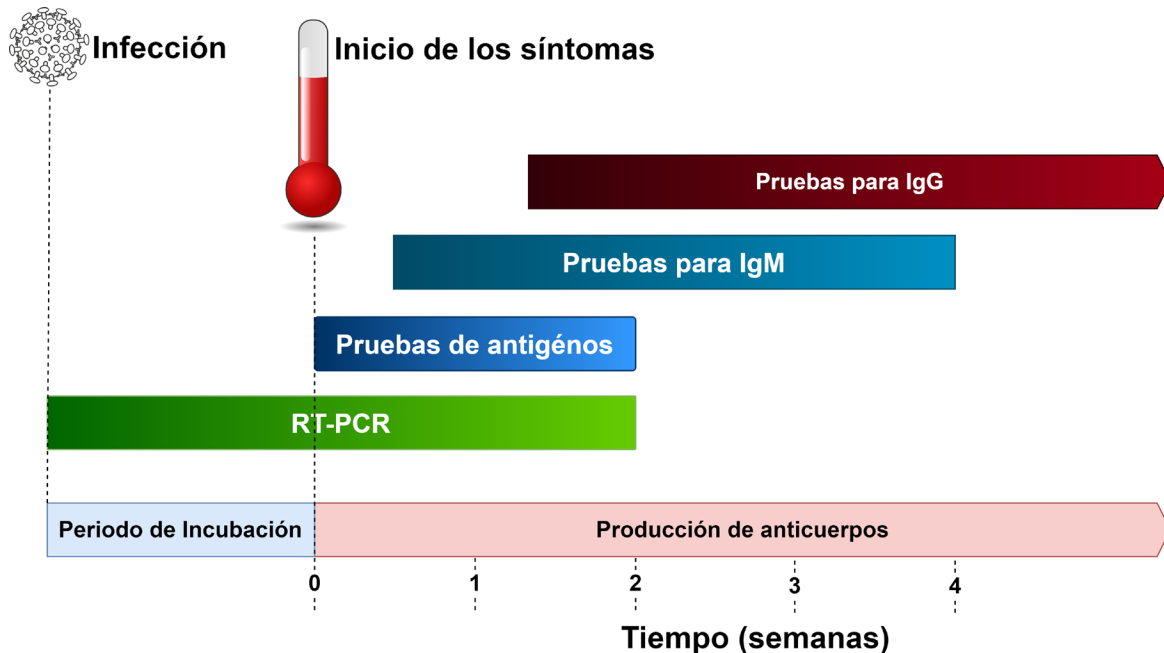 Infección
Inicio de los síntomas
Pruebas para IgG
Pruebas para IgM
Pruebas de antigénos
RT-PCR
Periodo de Incubación
Producción de anticuerpos
0
1
2
3
4
Tiempo (semanas)